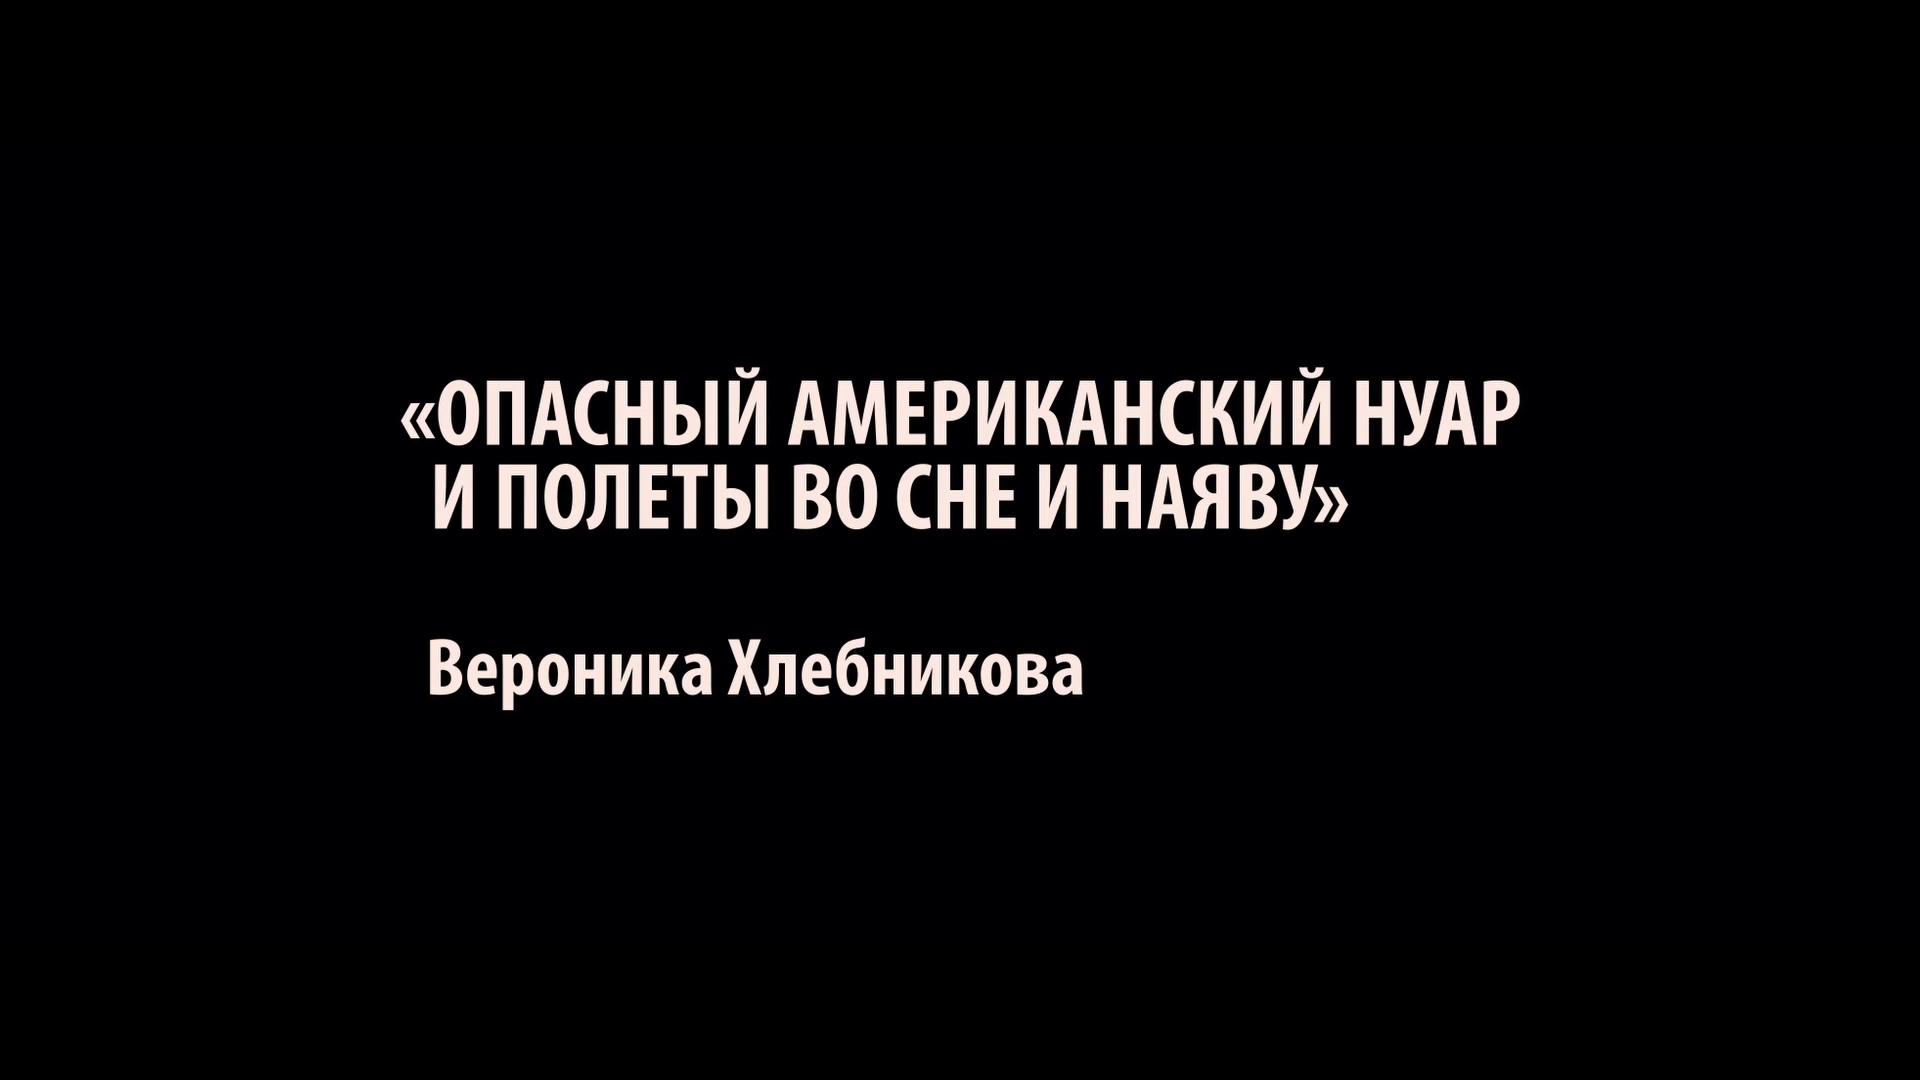 «ОПАСНЫЙ АМЕРИКАНСКИЙ НУАР
И ПОЛЕТЫ ВО СНЕ И НАЯВУ»
Вероника Хлебникова